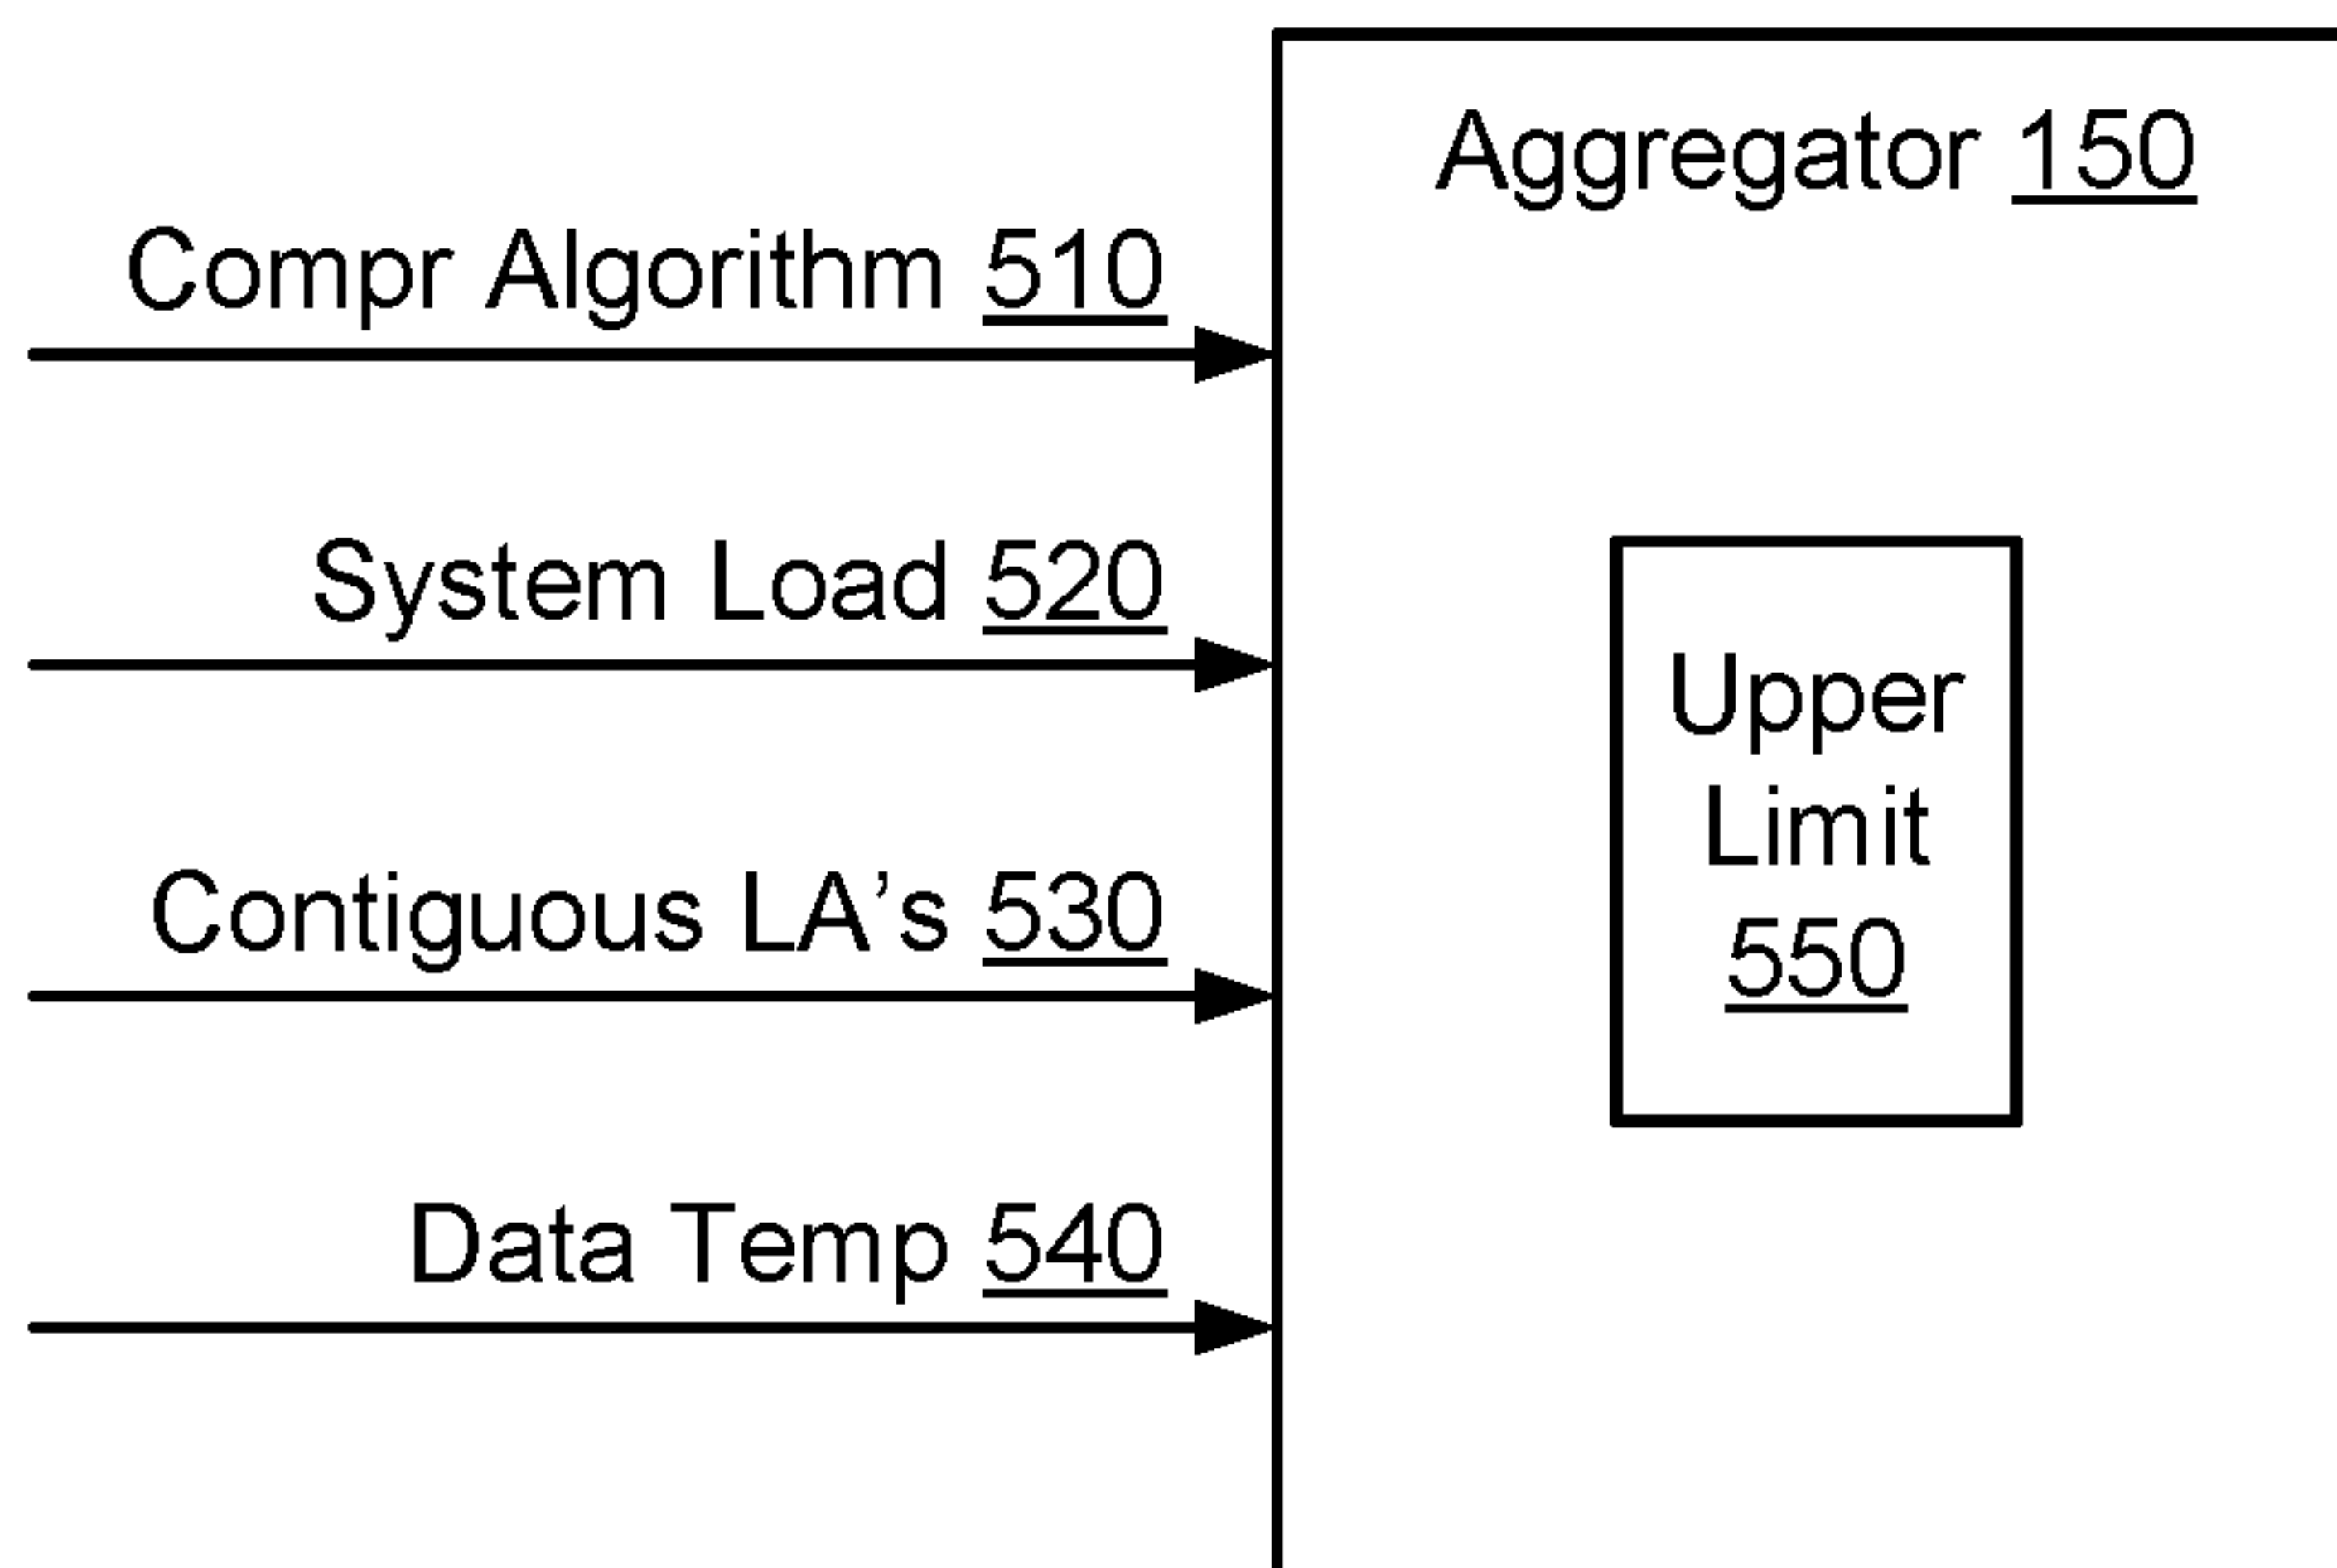 Aggregator 150
Compr Algorithm 510
System Load 520
Contiguous LA’s 530
Data Temp 540
Upper
Limit
550